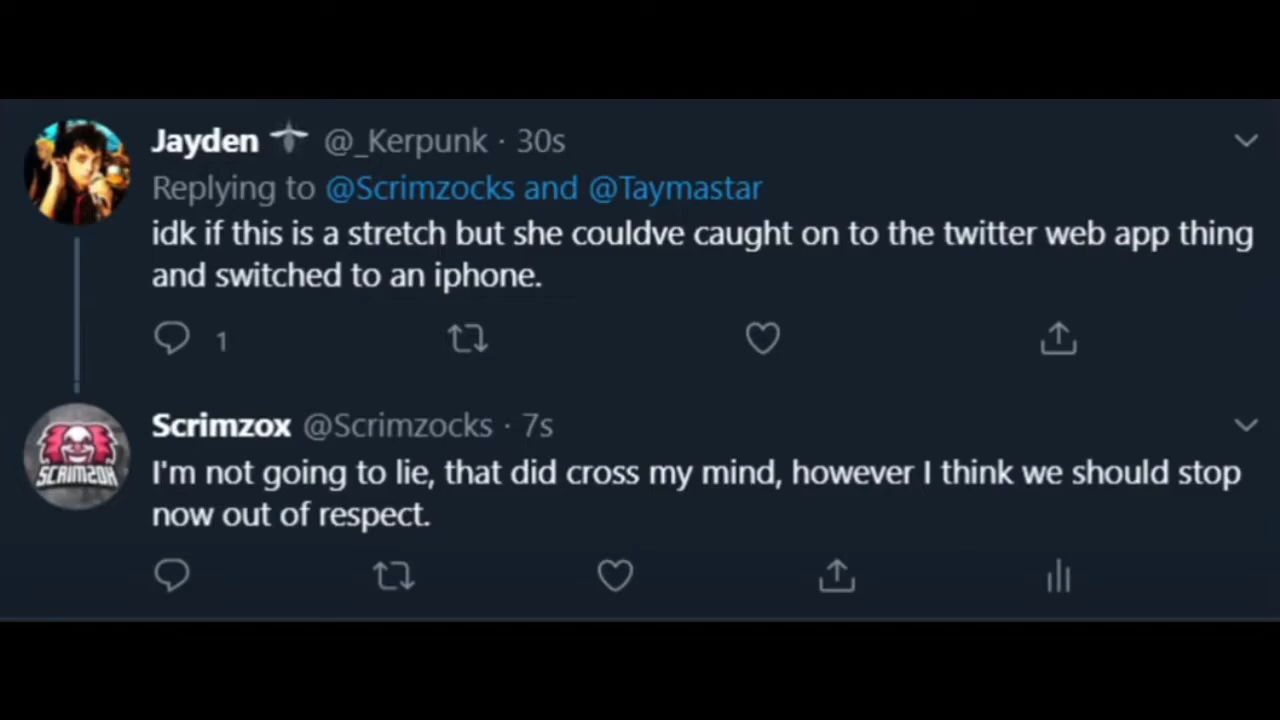 Jayden @_Kerpunk · 30s
Replying to @Scrimzocks and @Taymastar
idk if this is a stretch but she couldve caught on to the twitter web app thing
and switched to an iphone.
1
Scrimzox @Scrimzocks · 7s
SCRIMZOX
I'm not going to lie, that did cross my mind, however I think we should stop
now out of respect.